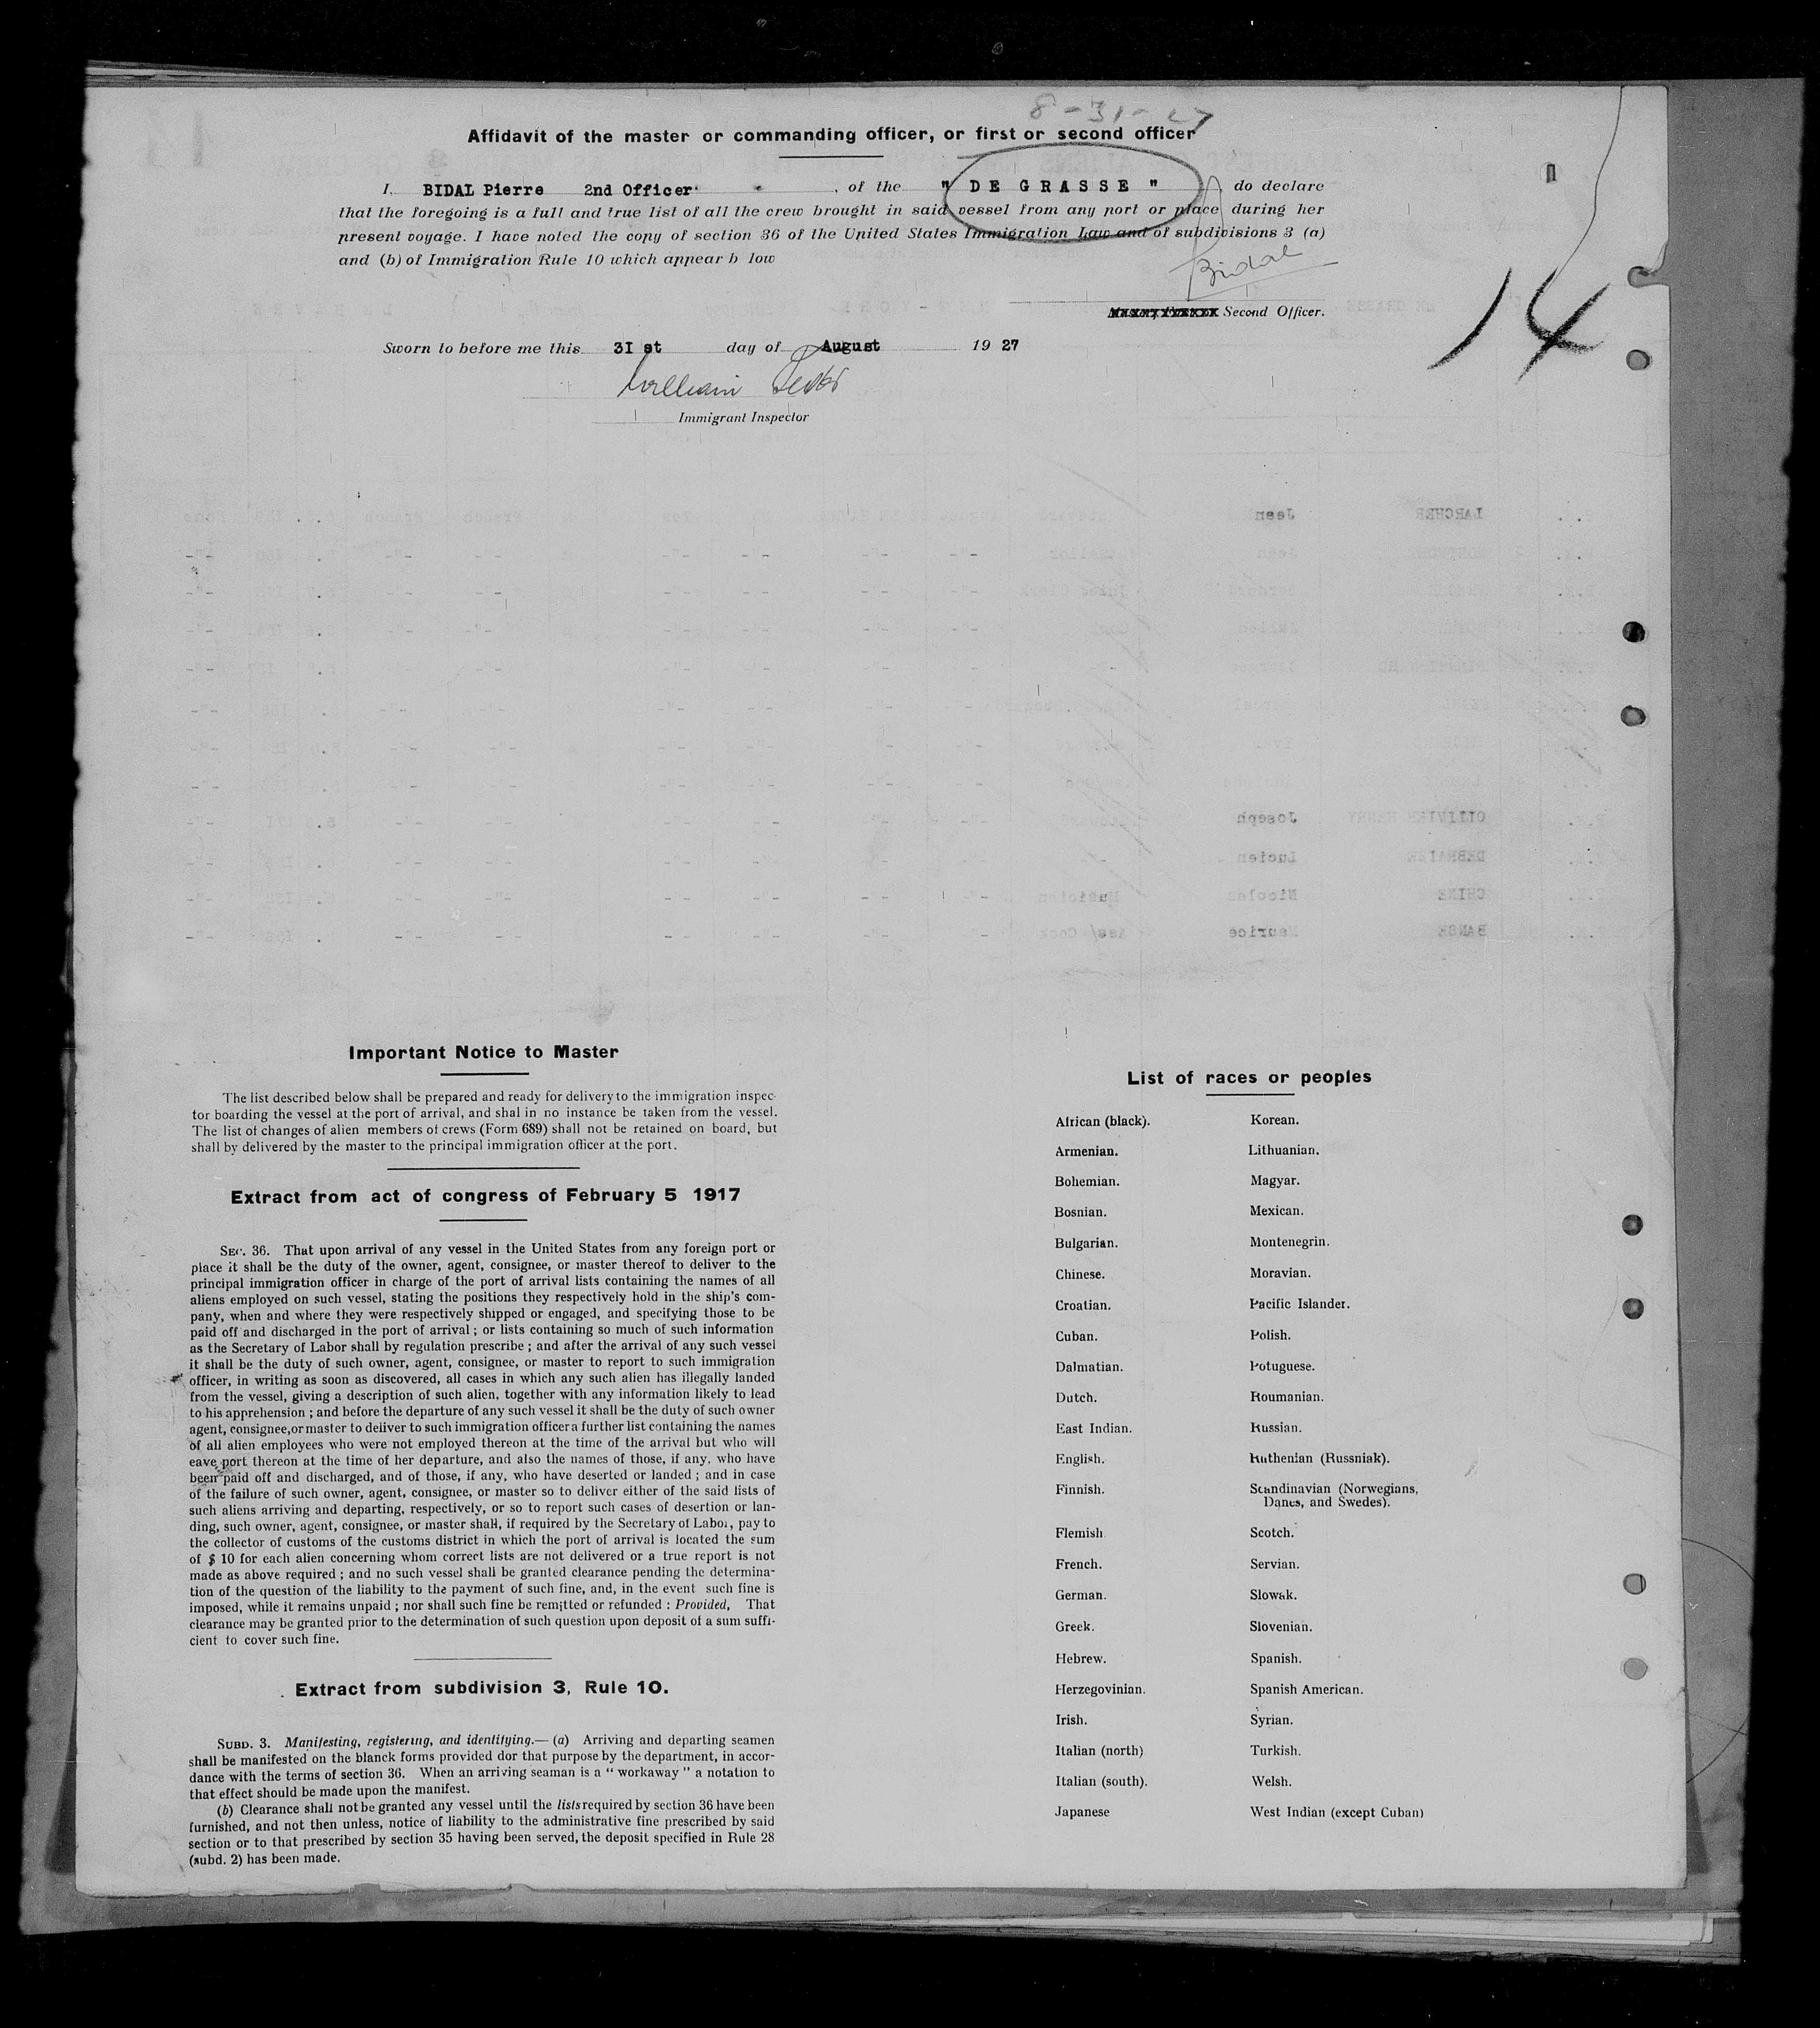 8-31-27
Affidavit of the master or commanding officer, or first or second officer
I, BIDAL Pierre 2nd Officer , of the " DE GRASSE " do declare
that the foregoing is a full and true list of all the crew brought in said vessel from any port or place during her
present voyage. I have noted the copy of section 36 of the United States Immigration Law and of subdivisions 3 (a)
and (b) of Immigration Rule 10 which appear b low
Bidal
Second Officer.
14
Sworn to before me this 3I st day of August 19 27
William
Immigrant Inspector
LARCHER Jean
OLLIVIER HENRY Joseph
Lucien
CHINE Nicolas Musician
BANSE Maurice Ass/ Cook
Important Notice to Master
The list described below shall be prepared and ready for delivery to the immigration inspec-
tor boarding the vessel at the port of arrival, and shal in no instance be taken from the vessel.
The list of changes of alien members of crews (Form 689) shall not be retained on board, but
shall by delivered by the master to the principal immigration officer at the port.
Extract from act of congress of February 5 1917
SEC. 36. That upon arrival of any vessel in the United States from any foreign port or
place it shall be the duty of the owner, agent, consignee, or master thereof to deliver to the
principal immigration officer in charge of the port of arrival lists containing the names of all
aliens employed on such vessel, stating the positions they respectively hold in the ship's com-
pany, when and where they were respectively shipped or engaged, and specifying those to be
paid off and discharged in the port of arrival ; or lists containing so much of such information
as the Secretary of Labor shall by regulation prescribe ; and after the arrival of any such vessel
it shall be the duty of such owner, agent, consignee, or master to report to such immigration
officer, in writing as soon as discovered, all cases in which any such alien has illegally landed
from the vessel, giving a description of such alien, together with any information likely to lead
to his apprehension ; and before the departure of any such vessel it shall be the duty of such owner
agent, consignee, or master to deliver to such immigration officer a further list containing the names
of all alien employees who were not employed thereon at the time of the arrival but who will
eave port thereon at the time of her departure, and also the names of those, if any, who have
been paid off and discharged, and of those, if any, who have deserted or landed ; and in case
of the failure of such owner, agent, consignee, or master so to deliver either of the said lists of
such aliens arriving and departing, respectively, or so to report such cases of desertion or lan-
ding, such owner, agent, consignee, or master shall, if required by the Secretary of Labor, pay to
the collector of customs of the customs district in which the port of arrival is located the sum
of $ 10 for each alien concerning whom correct lists are not delivered or a true report is not
made as above required ; and no such vessel shall be granted clearance pending the determina-
tion of the question of the liability to the payment of such fine, and, in the event such fine is
imposed, while it remains unpaid ; nor shall such fine be remitted or refunded : Provided, That
clearance may be granted prior to the determination of such question upon deposit of a sum suffi-
cient to cover such fine.
Extract from subdivision 3, Rule 10.
SUBD. 3. Manifesting, registering, and identifying.— (a) Arriving and departing seamen
shall be manifested on the blanck forms provided dor that purpose by the department, in accor-
dance with the terms of section 36. When an arriving seaman is a " workaway " a notation to
that effect should be made upon the manifest.
(b) Clearance shall not be granted any vessel until the lists required by section 36 have been
furnished, and not then unless, notice of liability to the administrative fine prescribed by said
section or to that prescribed by section 35 having been served, the deposit specified in Rule 28
(subd. 2) has been made.
List of races or peoples
African (black). Korean.
Armenian. Lithuanian.
Bohemian. Magyar.
Bosnian. Mexican.
Bulgarian. Montenegrin.
Chinese. Moravian.
Croatian. Pacific Islander.
Cuban. Polish.
Dalmatian. Potuguese.
Dutch. Roumanian.
East Indian. Russian.
English. Ruthenian (Russniak).
Finnish. Scandinavian (Norwegians,
Danes, and Swedes).
Flemish Scotch.
French. Servian.
German. Slowak.
Greek. Slovenian.
Hebrew. Spanish.
Herzegovinian. Spanish American.
Irish. Syrian.
Italian (north) Turkish.
Italian (south). Welsh.
Japanese West Indian (except Cuban)